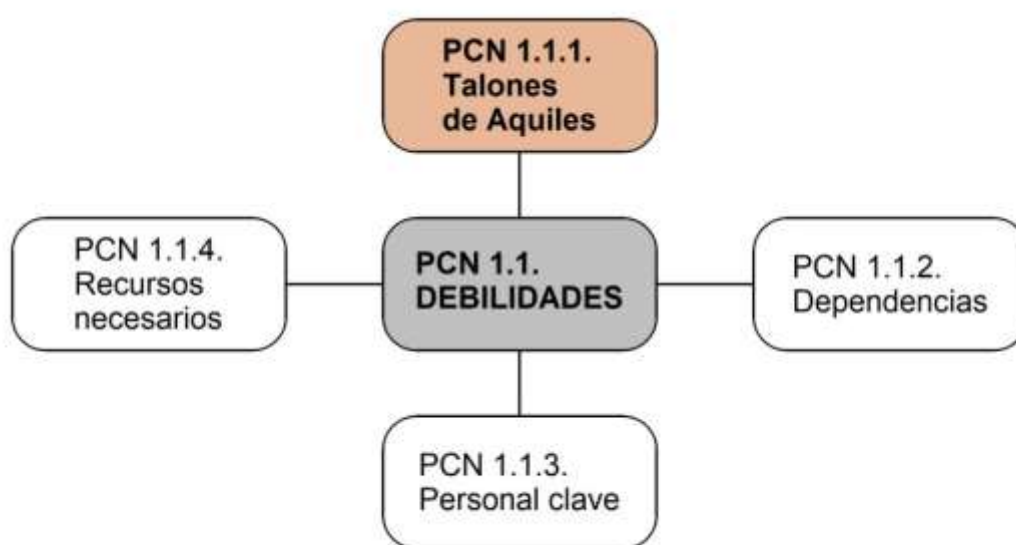 PCN 1.1.1.
Talones
de Aquiles
PCN 1.1.4.
Recursos
necesarios
PCN 1.1.
DEBILIDADES
PCN 1.1.2.
Dependencias
PCN 1.1.3.
Personal clave